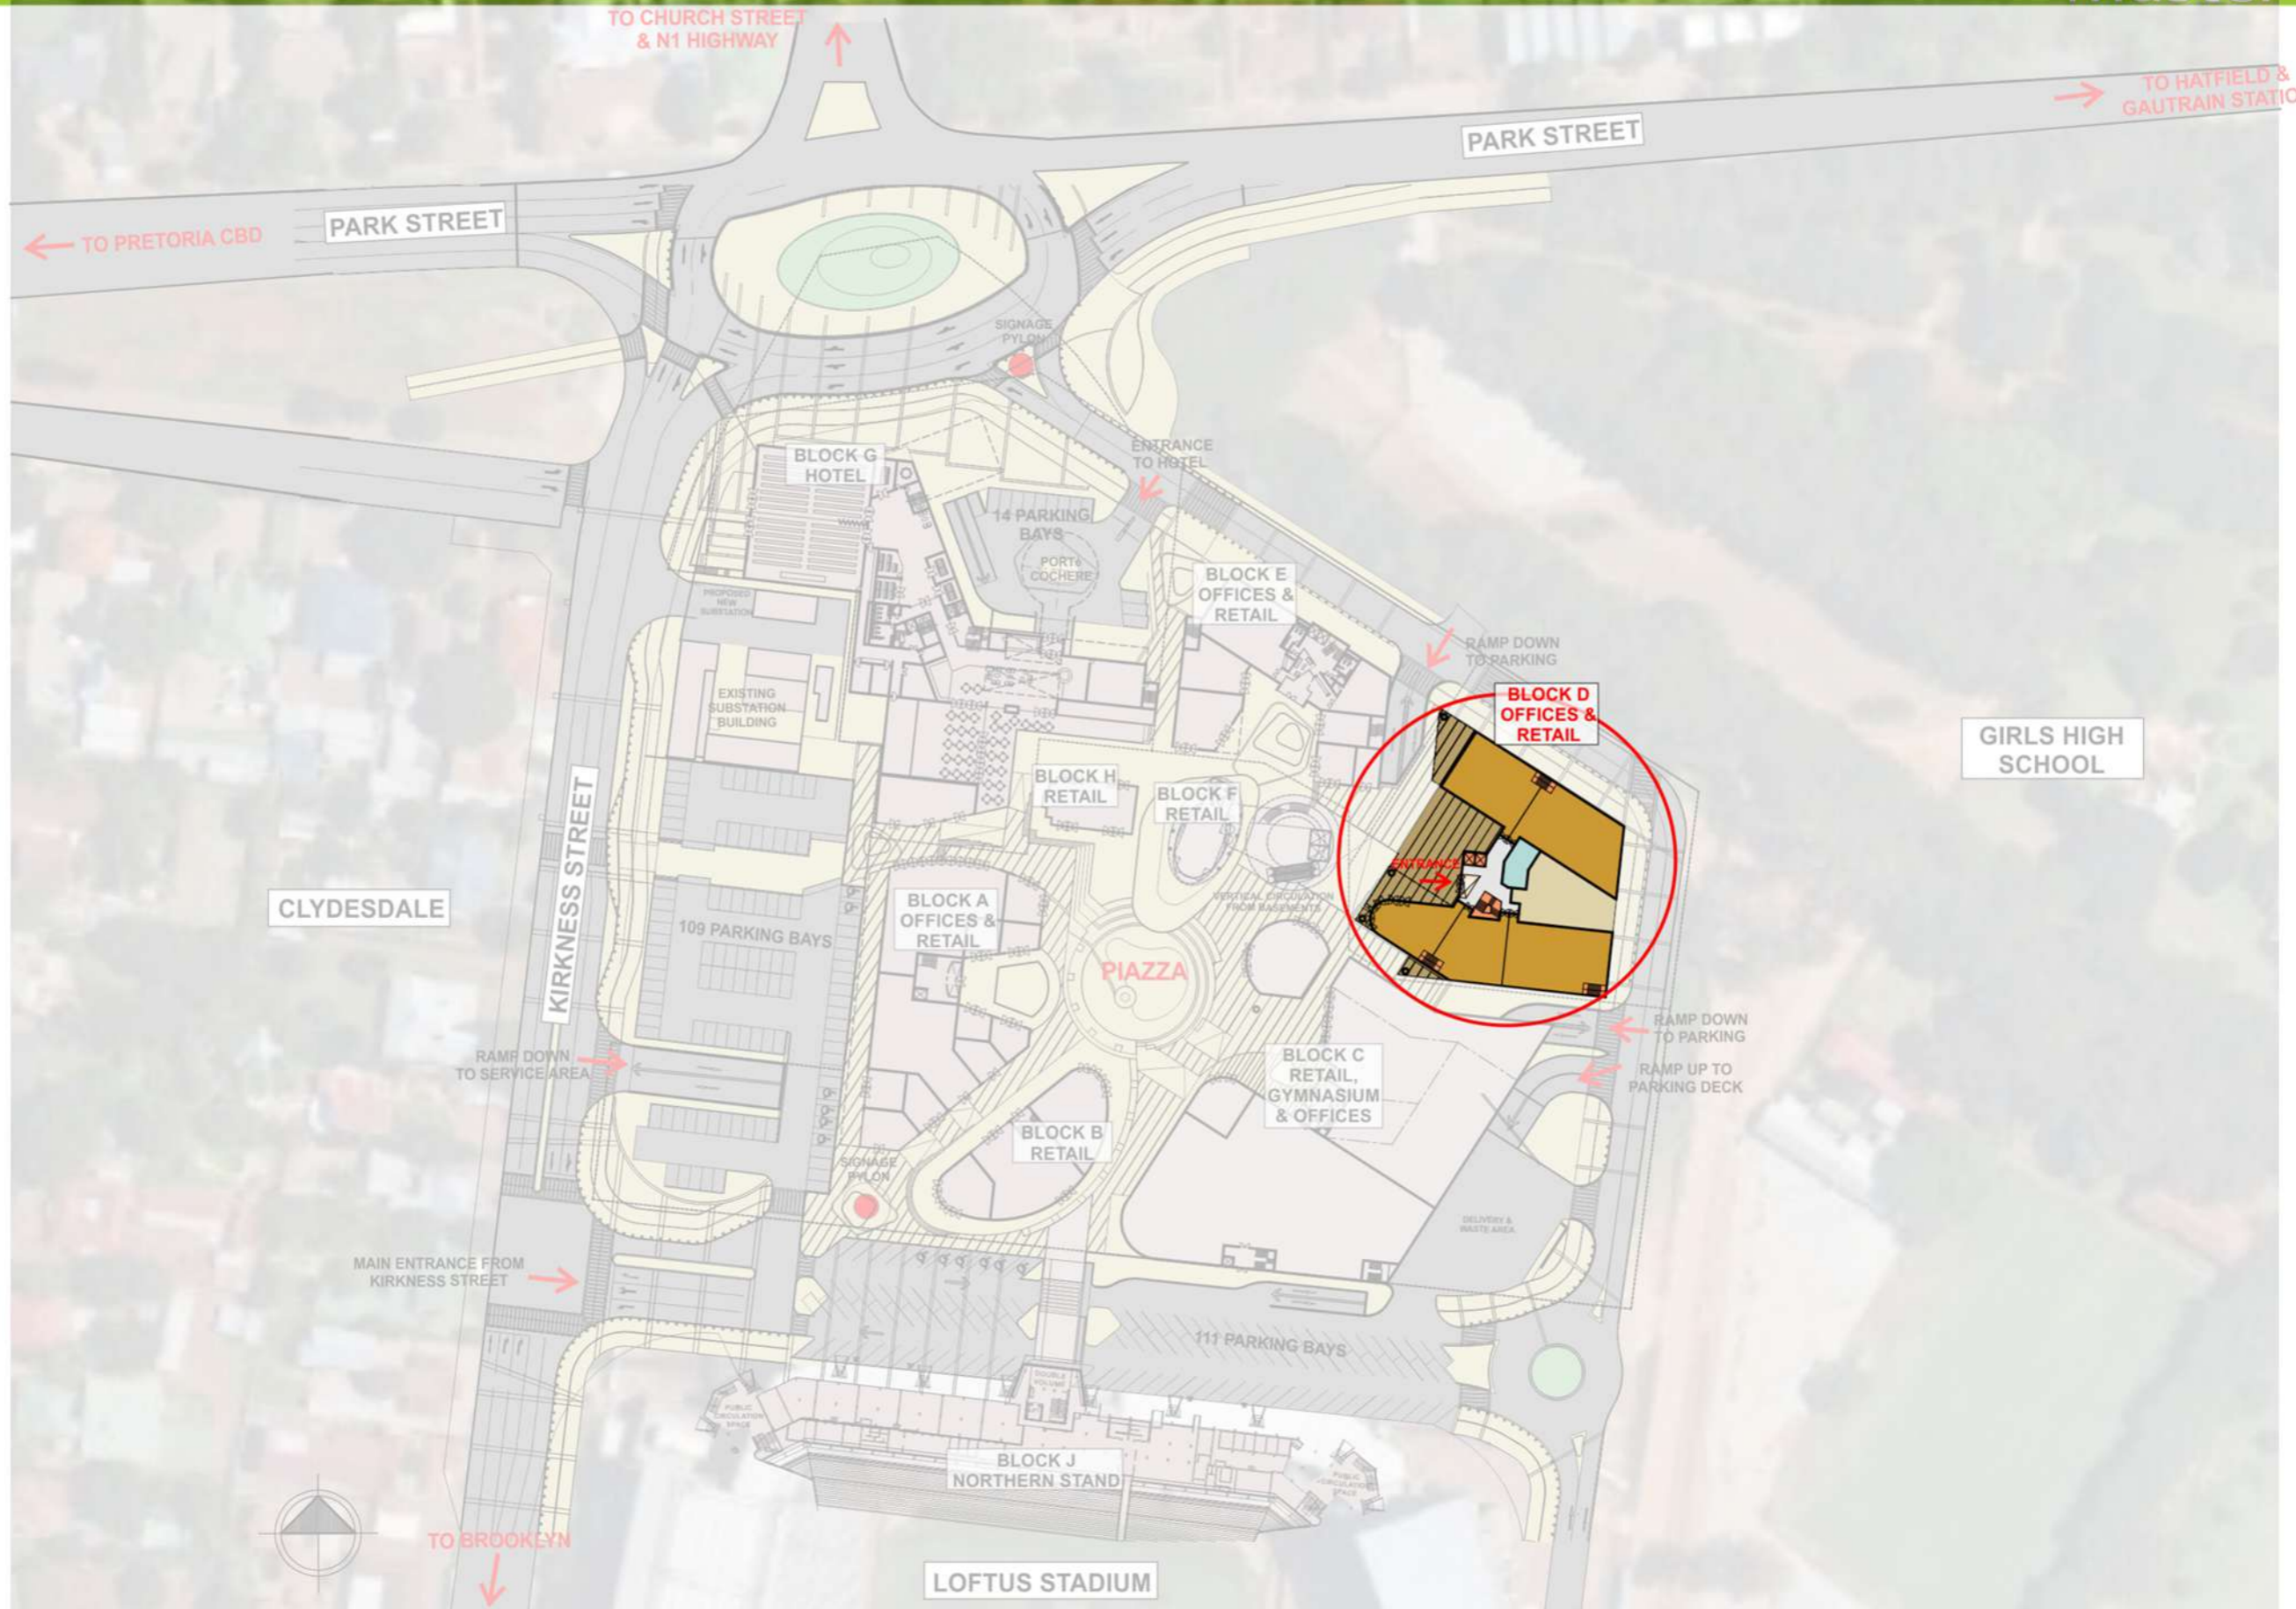 TO CHURCH STREET
& N1 HIGHWAY
TO HATFIELD &
GAUTRAIN STATIO
PARK STREET
PARK STREET
TO PRETORIA CBD
SIGNAGE
PYLON
BLOCK G
HOTEL
ENTRANCE
TO HOTEL
14 PARKING
BAYS
PORTé
COCHERE
BLOCK E
OFFICES &
RETAIL
PROPOSED
NEW
SUBSTATION
RAMP DOWN
TO PARKING
EXISTING
SUBSTATION
BUILDING
BLOCK D
OFFICES &
RETAIL
GIRLS HIGH
SCHOOL
BLOCK H
RETAIL
BLOCK F
RETAIL
KIRKNESS STREET
ENTRANCE
CLYDESDALE
BLOCK A
OFFICES &
RETAIL
VERTICAL CIRCULATION
FROM BASEMENTS
109 PARKING BAYS
PIAZZA
RAMP DOWN
TO PARKING
RAMP DOWN
TO SERVICE AREA
BLOCK C
RETAIL,
GYMNASIUM
& OFFICES
RAMP UP TO
PARKING DECK
BLOCK B
RETAIL
SIGNAGE
PYLON
DELIVERY &
WASTE AREA
MAIN ENTRANCE FROM
KIRKNESS STREET
111 PARKING BAYS
DOUBLE
VOLUME
PUBLIC
CIRCULATION
SPACE
BLOCK J
NORTHERN STAND
PUBLIC
CIRCULATION
SPACE
TO BROOKLYN
LOFTUS STADIUM